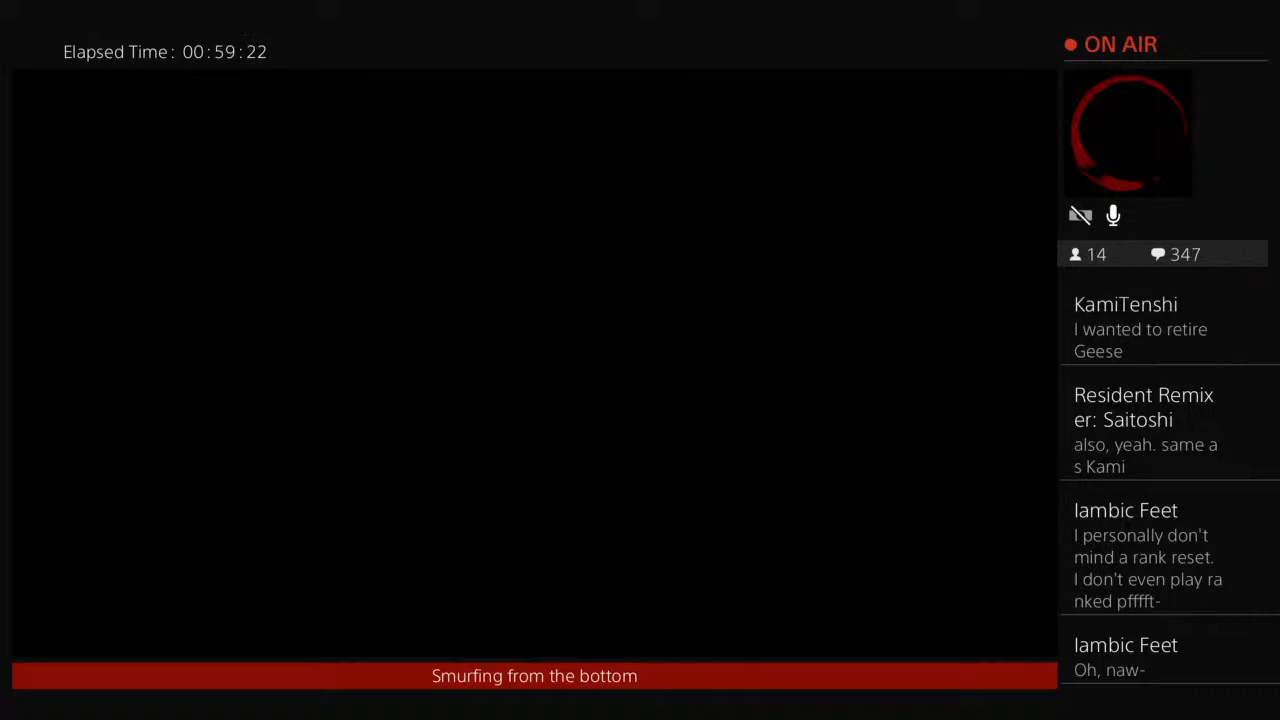 Elapsed Time: 00:59:22
ON AIR
14 347
KamiTenshi
I wanted to retire
Geese
Resident Remix
er: Saitoshi
also, yeah. same a
s Kami
Iambic Feet
I personally don't
mind a rank reset.
I don't even play ra
nked pfffft-
Iambic Feet
Oh, naw-
Smurfing from the bottom